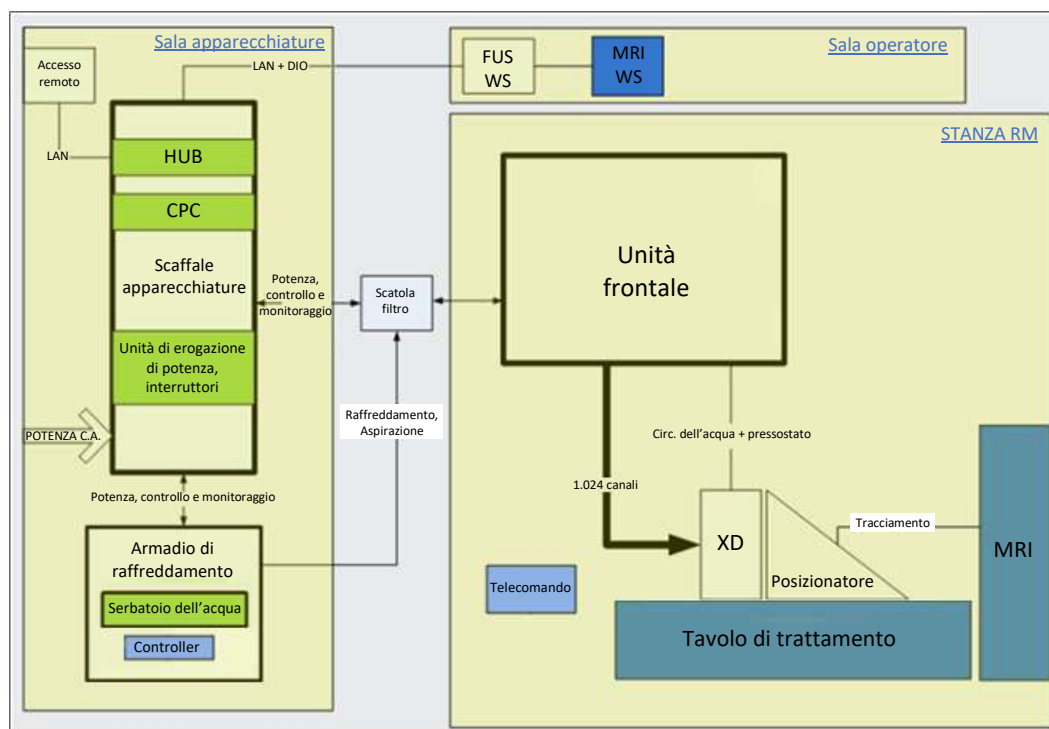 Sala apparecchiature
Accesso
remoto
LAN
LAN + DIO
HUB
CPC
Scaffale
apparecchiature
Unità di erogazione
di potenza,
interruttori
POTENZA C.A.
Potenza,
controllo e
monitoraggio
Potenza, controllo e monitoraggio
Armadio di
raffreddamento
Serbatoio dell'acqua
Controller
Scatola
filtro
Raffreddamento,
Aspirazione
Sala operatore
FUS
WS
MRI
WS
STANZA RM
Unità
frontale
Circ. dell'acqua + pressostato
1.024 canali
XD
Posizionatore
Tracciamento
MRI
Telecomando
Tavolo di trattamento